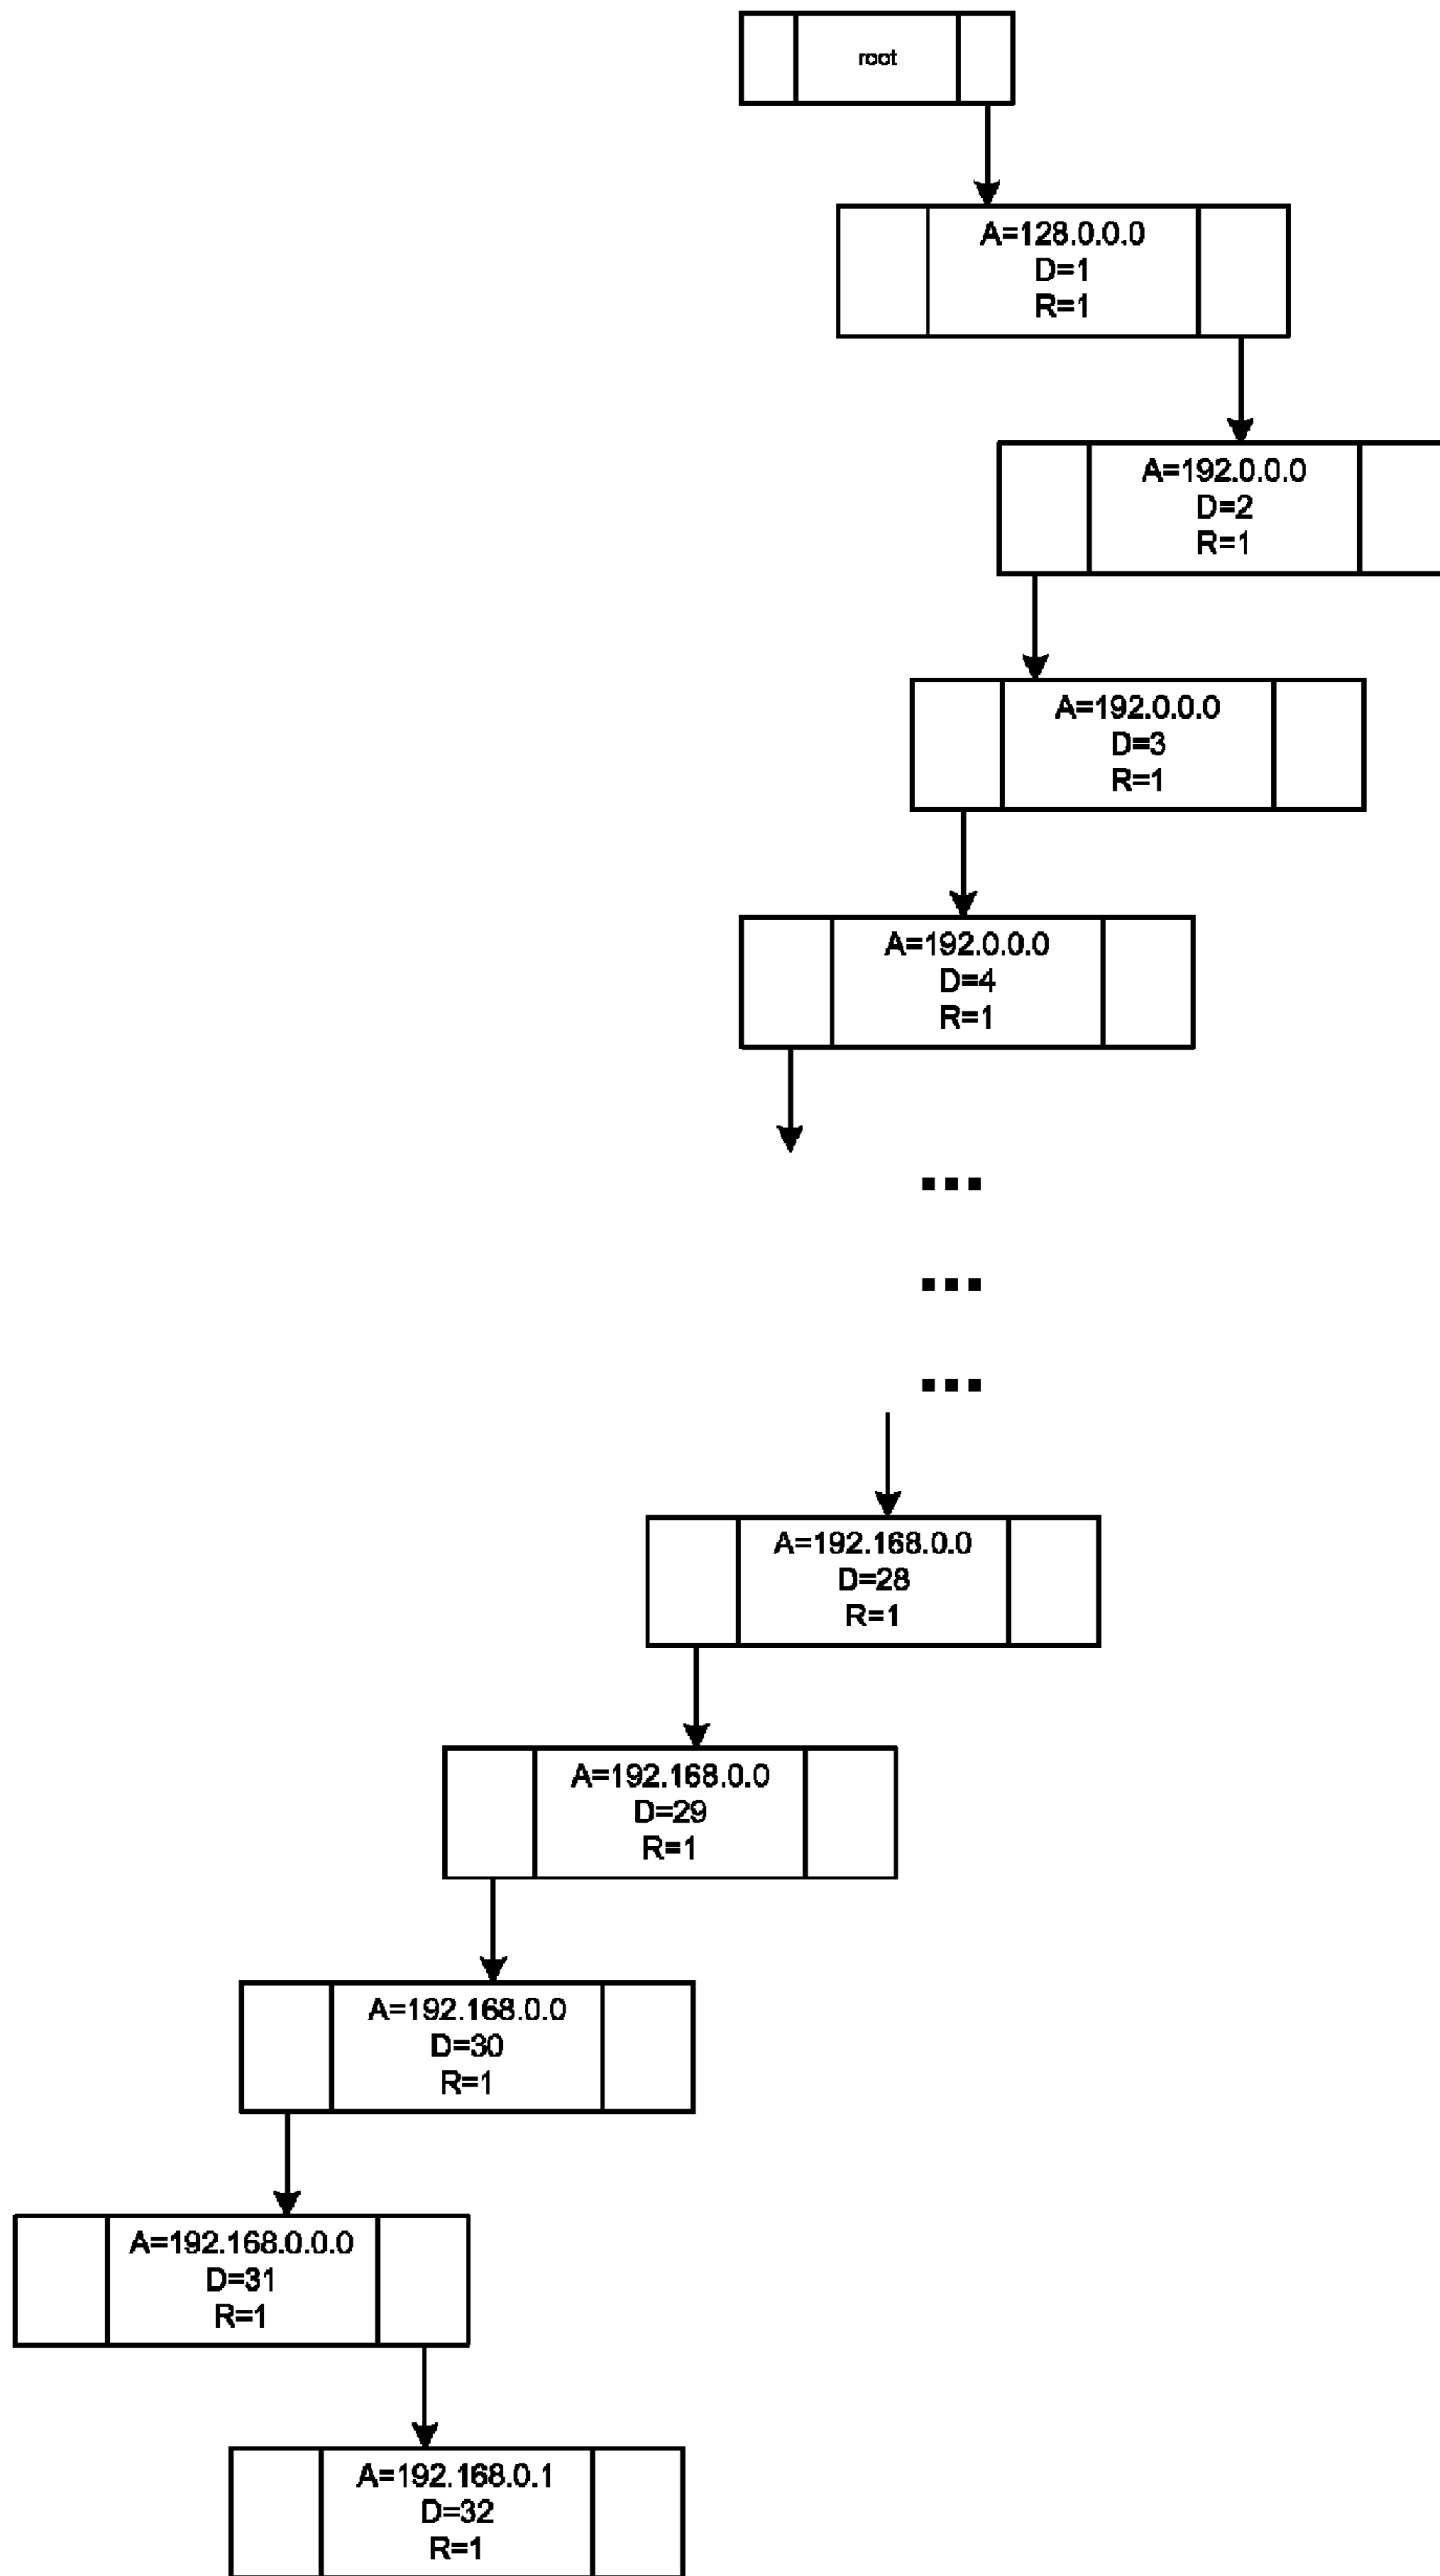 root
A=128.0.0.0
D=1
R=1
A=192.0.0.0
D=2
R=1
A=192.0.0.0
D=3
R=1
A=192.0.0.0
D=4
R=1
...
...
...
A=192.168.0.0
D=28
R=1
A=192.168.0.0
D=29
R=1
A=192.168.0.0
D=30
R=1
A=192.168.0.0.0
D=31
R=1
A=192.168.0.1
D=32
R=1